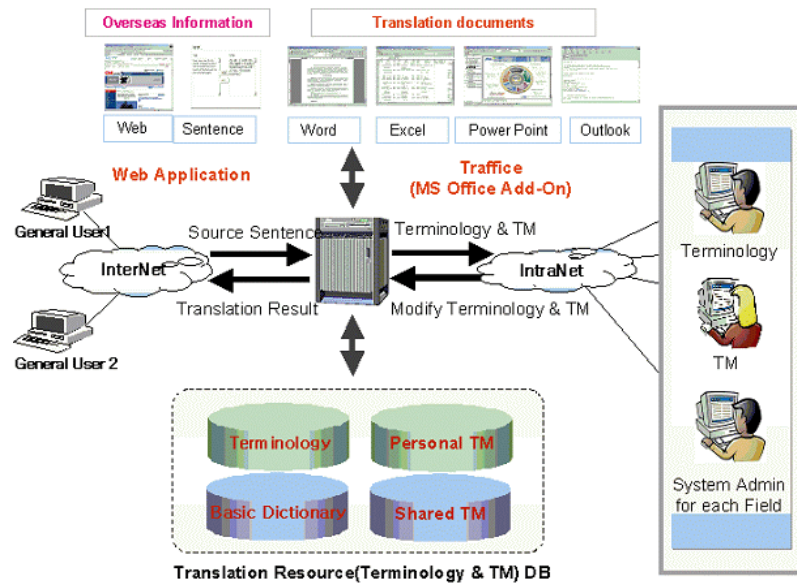 Overseas Information
Translation documents
Web
Sentence
Word
Excel
Power Point
Outlook
Web Application
Traffice
(MS Office Add-On)
General User1
InterNet
Source Sentence
Translation Result
Terminology & TM
Modify Terminology & TM
IntraNet
General User 2
Terminology
TM
System Admin
for each Field
Terminology
Personal TM
Basic Dictionary
Shared TM
Translation Resource(Terminology & TM) DB